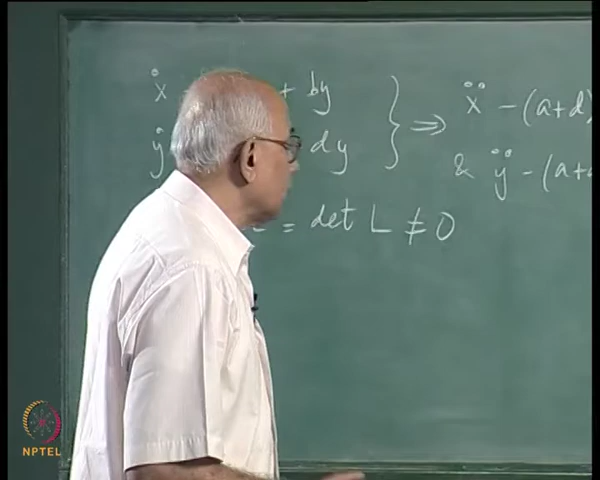 ẋ + by } ⇒ ẍ - (a+d)
ẏ dy & ÿ - (a+
= det L ≠ 0
NPTEL